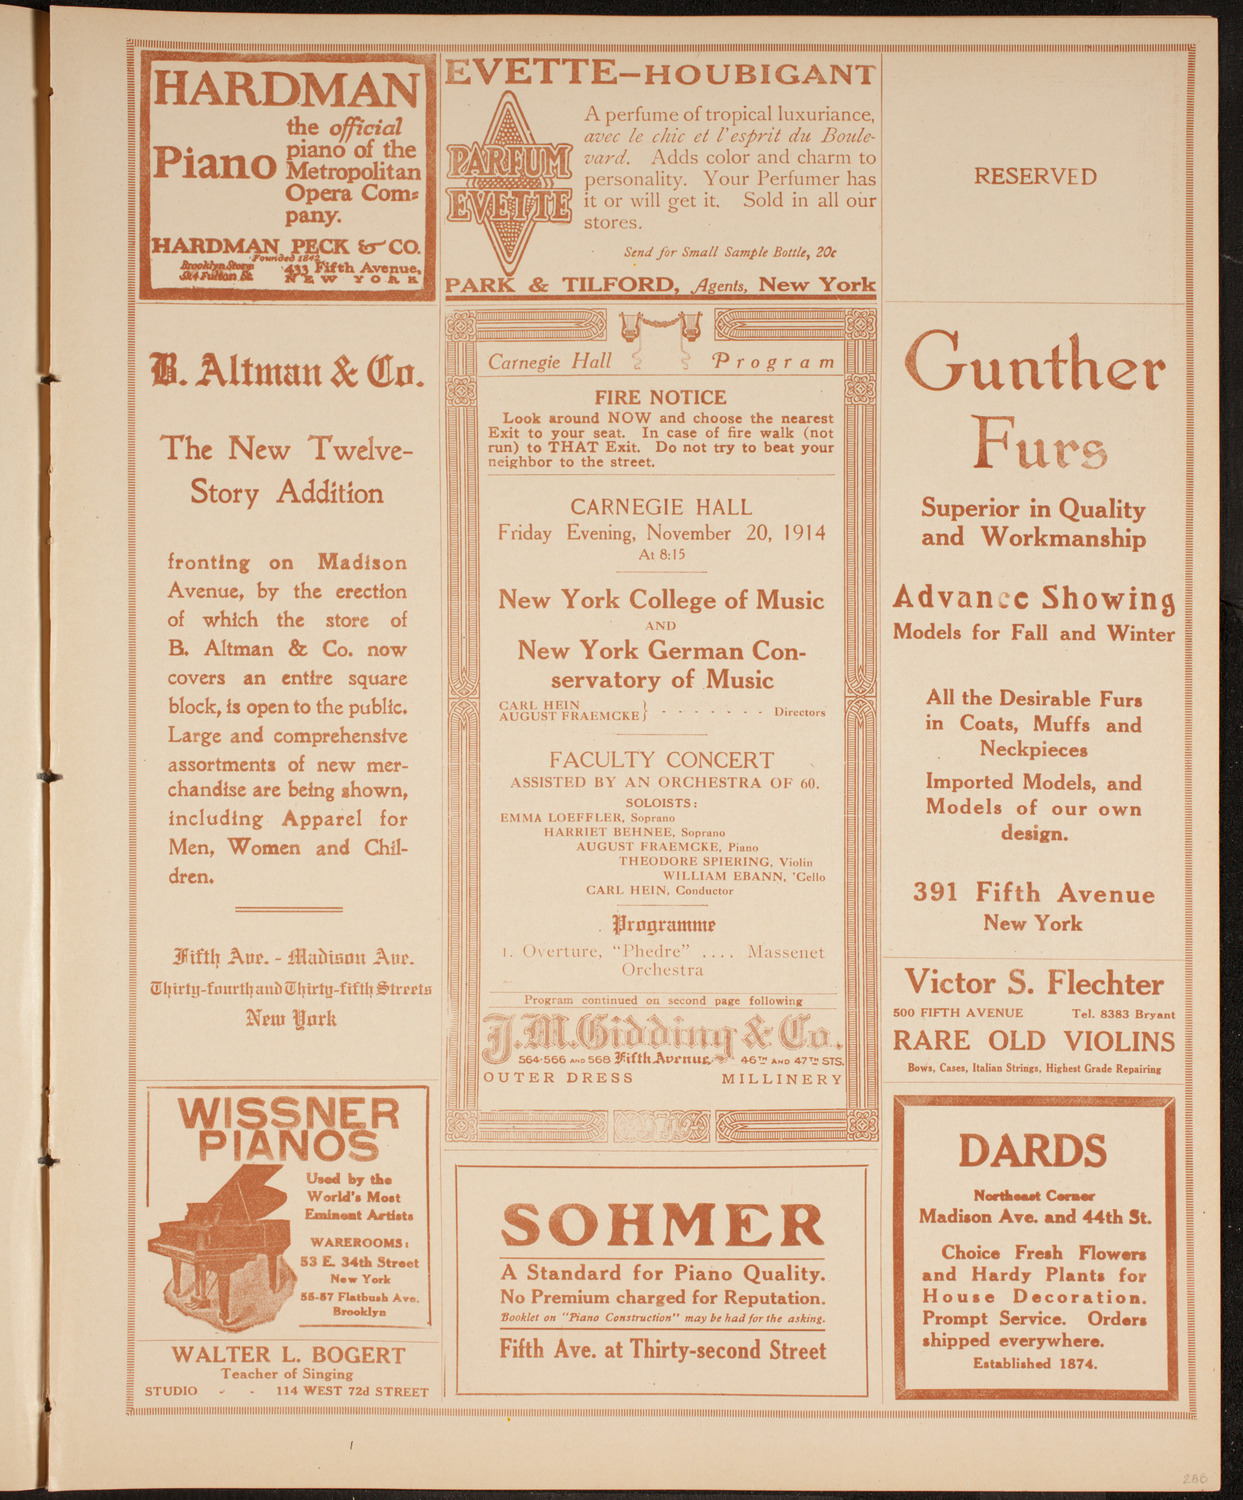 HARDMAN
Piano
the official
piano of the
Metropolitan
Opera Com-
pany.
HARDMAN, PECK & CO.
Founded 1842
Brooklyn Store
524 Fulton St.
433 Fifth Avenue,
NEW YORK
B. Altman & Co.
The New Twelve-
Story Addition
fronting on Madison
Avenue, by the erection
of which the store of
B. Altman & Co. now
covers an entire square
block, is open to the public.
Large and comprehensive
assortments of new mer-
chandise are being shown,
including Apparel for
Men, Women and Chil-
dren.
Fifth Ave. - Madison Ave.
Thirty-fourth and Thirty-fifth Streets
New York
WISSNER
PIANOS
Used by the
World's Most
Eminent Artists
WAREROOMS:
53 E. 34th Street
New York
55-57 Flatbush Ave.
Brooklyn
WALTER L. BOGERT
Teacher of Singing
STUDIO - - 114 WEST 72d STREET
EVETTE—HOUBIGANT
PARFUM
EVETTE
A perfume of tropical luxuriance,
avec le chic et l'esprit du Boule-
vard. Adds color and charm to
personality. Your Perfumer has
it or will get it. Sold in all our
stores.
Send for Small Sample Bottle, 20c
PARK & TILFORD, Agents, New York
Carnegie Hall Program
FIRE NOTICE
Look around NOW and choose the nearest
Exit to your seat. In case of fire walk (not
run) to THAT Exit. Do not try to beat your
neighbor to the street.
CARNEGIE HALL
Friday Evening, November 20, 1914
At 8:15
New York College of Music
AND
New York German Con-
servatory of Music
CARL HEIN
AUGUST FRAEMCKE } - - - - - - - Directors
FACULTY CONCERT
ASSISTED BY AN ORCHESTRA OF 60.
SOLOISTS:
EMMA LOEFFLER, Soprano
HARRIET BEHNEE, Soprano
AUGUST FRAEMCKE, Piano
THEODORE SPIERING, Violin
WILLIAM EBANN, 'Cello
CARL HEIN, Conductor
Programme
1. Overture, "Phedre" .... Massenet
Orchestra
Program continued on second page following
J.M. Gidding & Co.
564-566 AND 568 Fifth Avenue 46TH AND 47TH STS.
OUTER DRESS MILLINERY
SOHMER
A Standard for Piano Quality.
No Premium charged for Reputation.
Booklet on "Piano Construction" may be had for the asking.
Fifth Ave. at Thirty-second Street
RESERVED
Gunther
Furs
Superior in Quality
and Workmanship
Advance Showing
Models for Fall and Winter
All the Desirable Furs
in Coats, Muffs and
Neckpieces
Imported Models, and
Models of our own
design.
391 Fifth Avenue
New York
Victor S. Flechter
500 FIFTH AVENUE Tel. 8383 Bryant
RARE OLD VIOLINS
Bows, Cases, Italian Strings, Highest Grade Repairing
DARDS
Northeast Corner
Madison Ave. and 44th St.
Choice Fresh Flowers
and Hardy Plants for
House Decoration.
Prompt Service. Orders
shipped everywhere.
Established 1874.